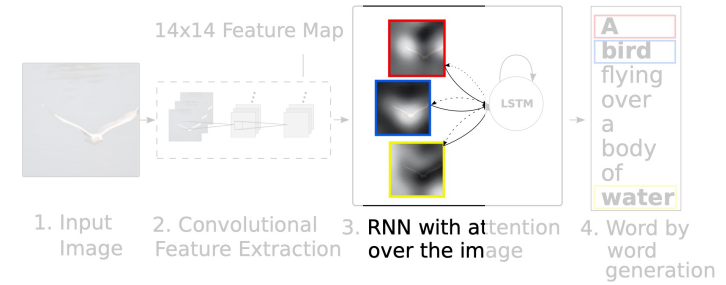 14x14 Feature Map
LSTM
A
bird
flying
over
a
body
of
water
1. Input
Image
2. Convolutional
Feature Extraction
3. RNN with attention
over the image
4. Word by
word
generation